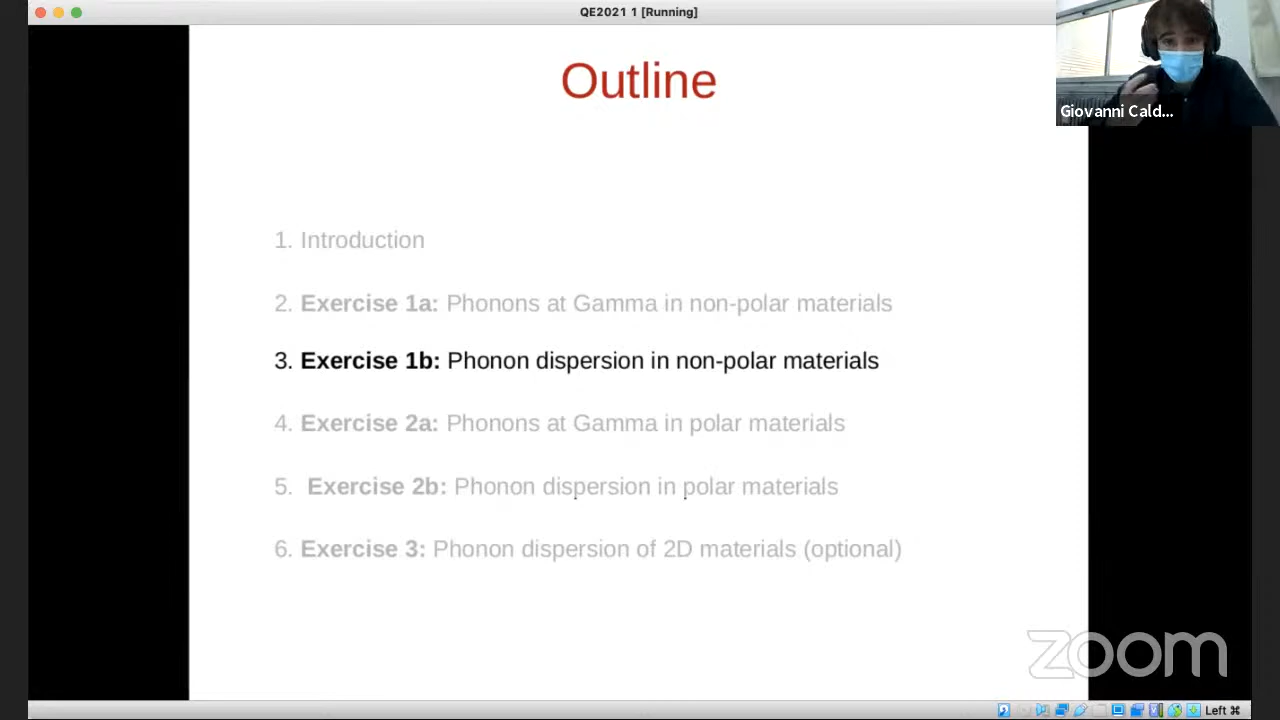 QE2021 1 [Running]
Giovanni Cald...
Outline
1. Introduction
2. Exercise 1a: Phonons at Gamma in non-polar materials
3. Exercise 1b: Phonon dispersion in non-polar materials
4. Exercise 2a: Phonons at Gamma in polar materials
5. Exercise 2b: Phonon dispersion in polar materials
6. Exercise 3: Phonon dispersion of 2D materials (optional)
zoom
Left ⌘